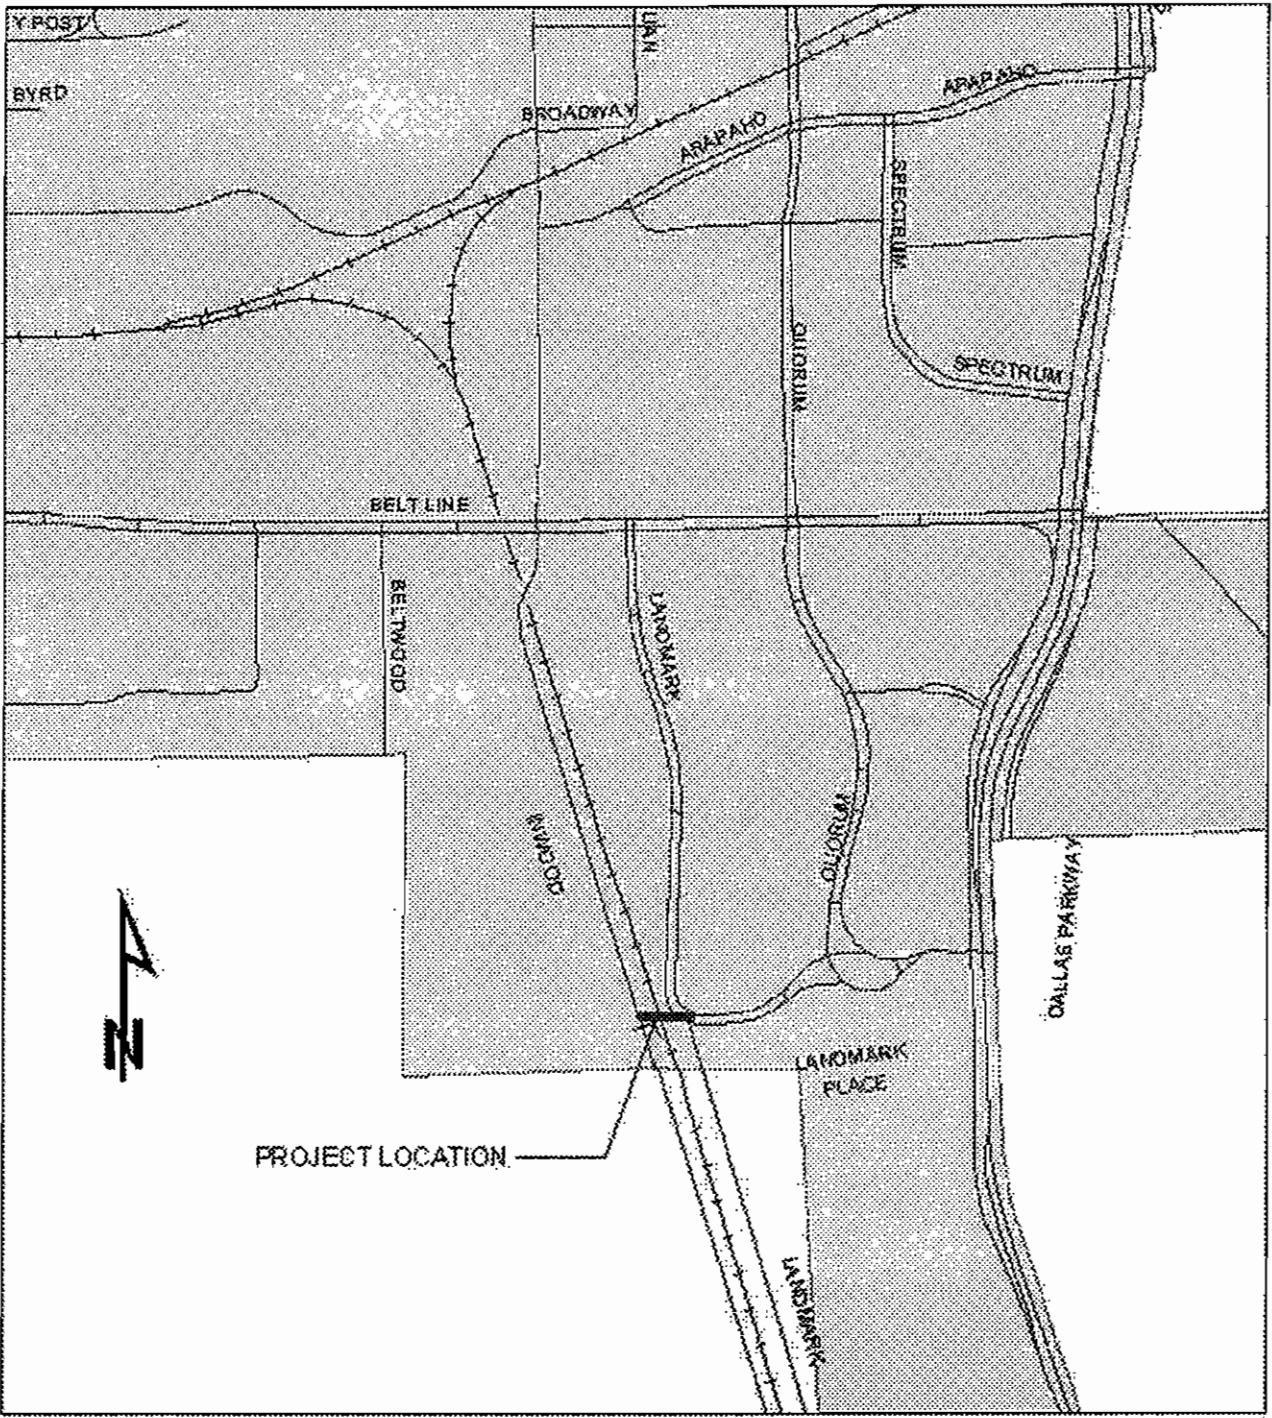 Y POST
BYRD
BROADWAY
ARAPAHO
ARAPAHO
SPECTRUM
SPECTRUM
QUORUM
BELT LINE
BELTWOOD
LANDMARK
INWOOD
QUORUM
DALLAS PARKWAY
N
LANDMARK
PLACE
PROJECT LOCATION
LANDMARK